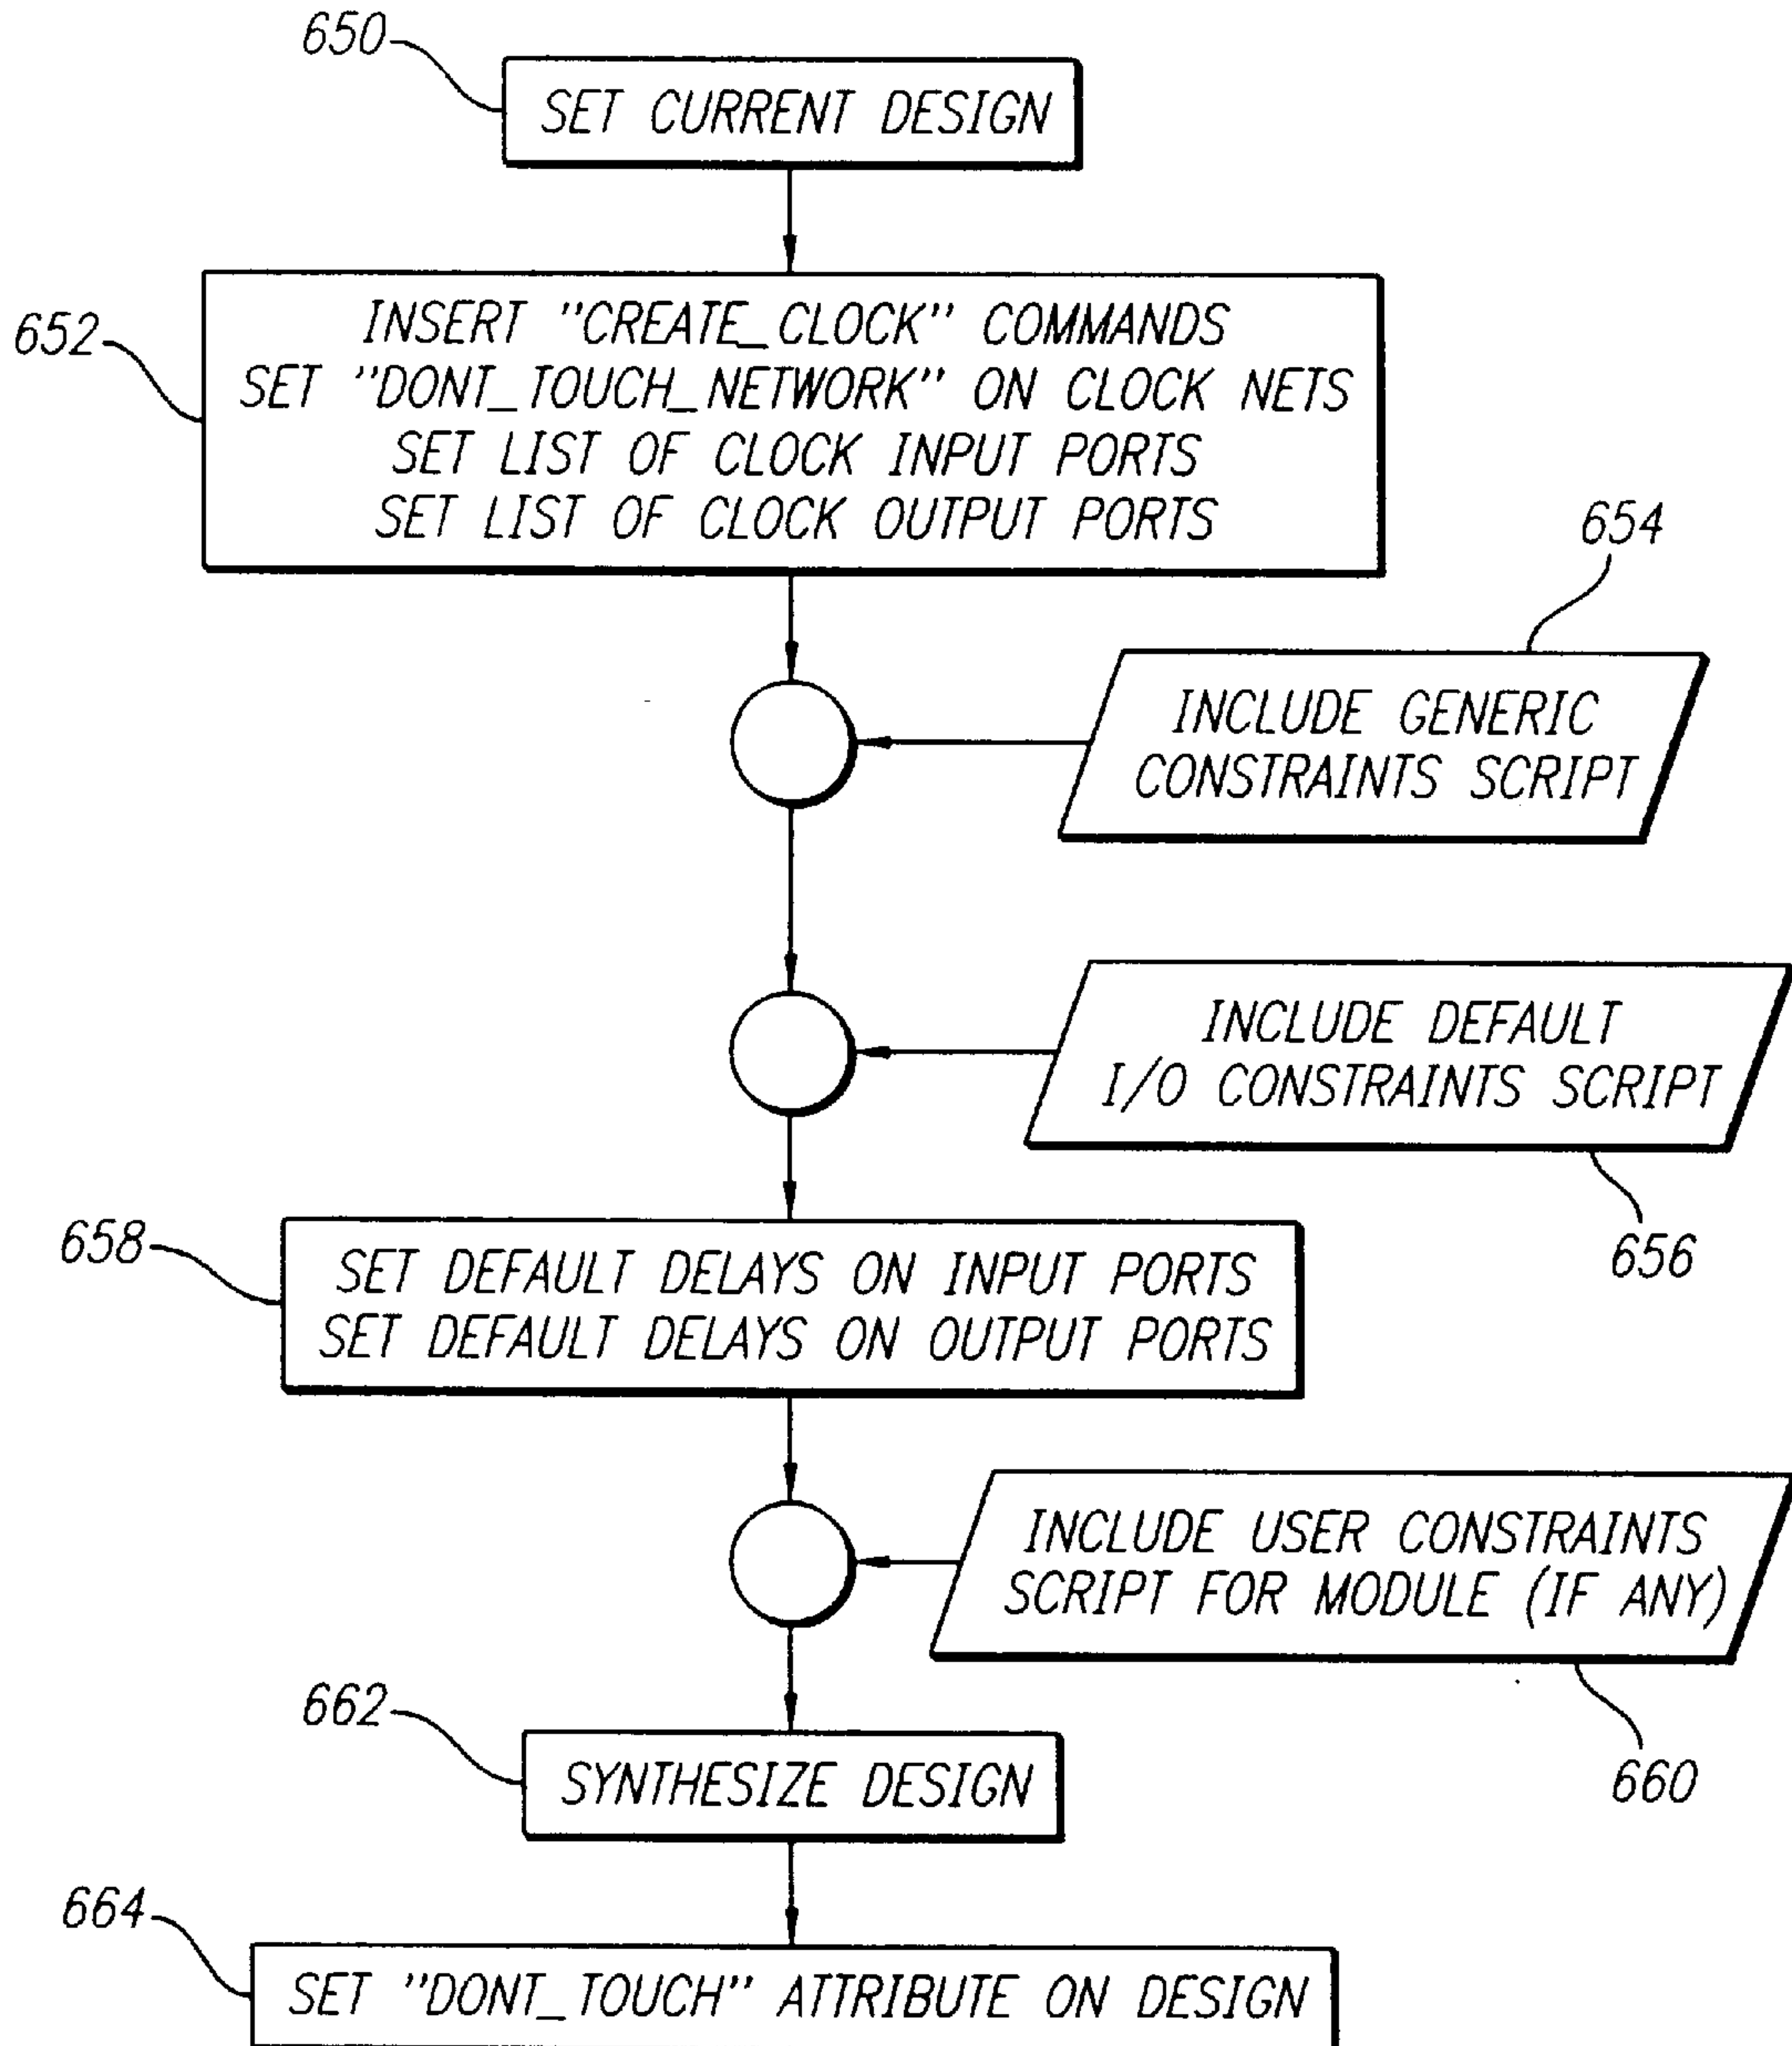 650
SET CURRENT DESIGN
652
INSERT "CREATE_CLOCK" COMMANDS
SET "DONT_TOUCH_NETWORK" ON CLOCK NETS
SET LIST OF CLOCK INPUT PORTS
SET LIST OF CLOCK OUTPUT PORTS
654
INCLUDE GENERIC
CONSTRAINTS SCRIPT
INCLUDE DEFAULT
I/O CONSTRAINTS SCRIPT
656
658
SET DEFAULT DELAYS ON INPUT PORTS
SET DEFAULT DELAYS ON OUTPUT PORTS
INCLUDE USER CONSTRAINTS
SCRIPT FOR MODULE (IF ANY)
660
662
SYNTHESIZE DESIGN
664
SET "DONT_TOUCH" ATTRIBUTE ON DESIGN